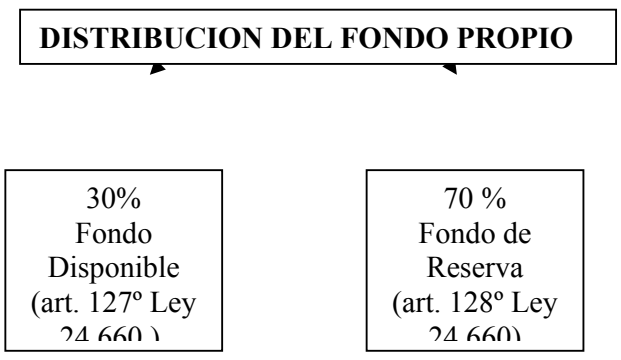 DISTRIBUCION DEL FONDO PROPIO
30%
Fondo
Disponible
(art. 127º Ley
24.660 )
70 %
Fondo de
Reserva
(art. 128º Ley
24.660)